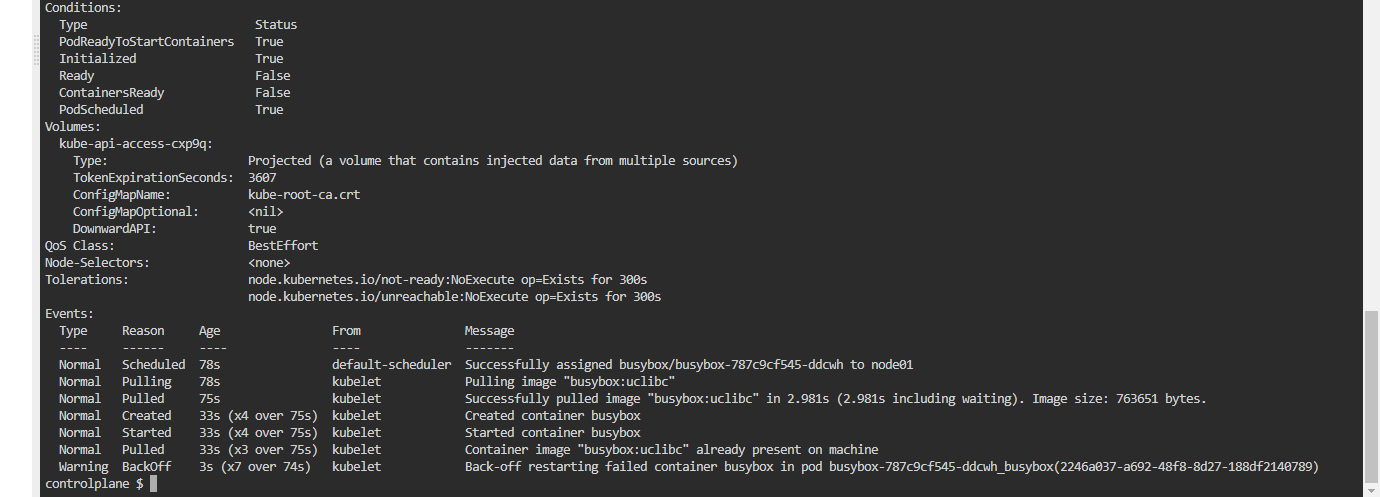 Conditions:
  Type                        Status
  PodReadyToStartContainers   True
  Initialized                 True
  Ready                       False
  ContainersReady             False
  PodScheduled                True
Volumes:
  kube-api-access-cxp9q:
    Type:                    Projected (a volume that contains injected data from multiple sources)
    TokenExpirationSeconds:  3607
    ConfigMapName:           kube-root-ca.crt
    ConfigMapOptional:       <nil>
    DownwardAPI:             true
QoS Class:                   BestEffort
Node-Selectors:              <none>
Tolerations:                 node.kubernetes.io/not-ready:NoExecute op=Exists for 300s
                             node.kubernetes.io/unreachable:NoExecute op=Exists for 300s
Events:
  Type     Reason     Age                From               Message
  ----     ------     ----               ----               -------
  Normal   Scheduled  78s                default-scheduler  Successfully assigned busybox/busybox-787c9cf545-ddcwh to node01
  Normal   Pulling    78s                kubelet            Pulling image "busybox:uclibc"
  Normal   Pulled     75s                kubelet            Successfully pulled image "busybox:uclibc" in 2.981s (2.981s including waiting). Image size: 763651 bytes.
  Normal   Created    33s (x4 over 75s)  kubelet            Created container busybox
  Normal   Started    33s (x4 over 75s)  kubelet            Started container busybox
  Normal   Pulled     33s (x3 over 75s)  kubelet            Container image "busybox:uclibc" already present on machine
  Warning  BackOff    3s (x7 over 74s)   kubelet            Back-off restarting failed container busybox in pod busybox-787c9cf545-ddcwh_busybox(2246a037-a692-48f8-8d27-188df2140789)
controlplane $